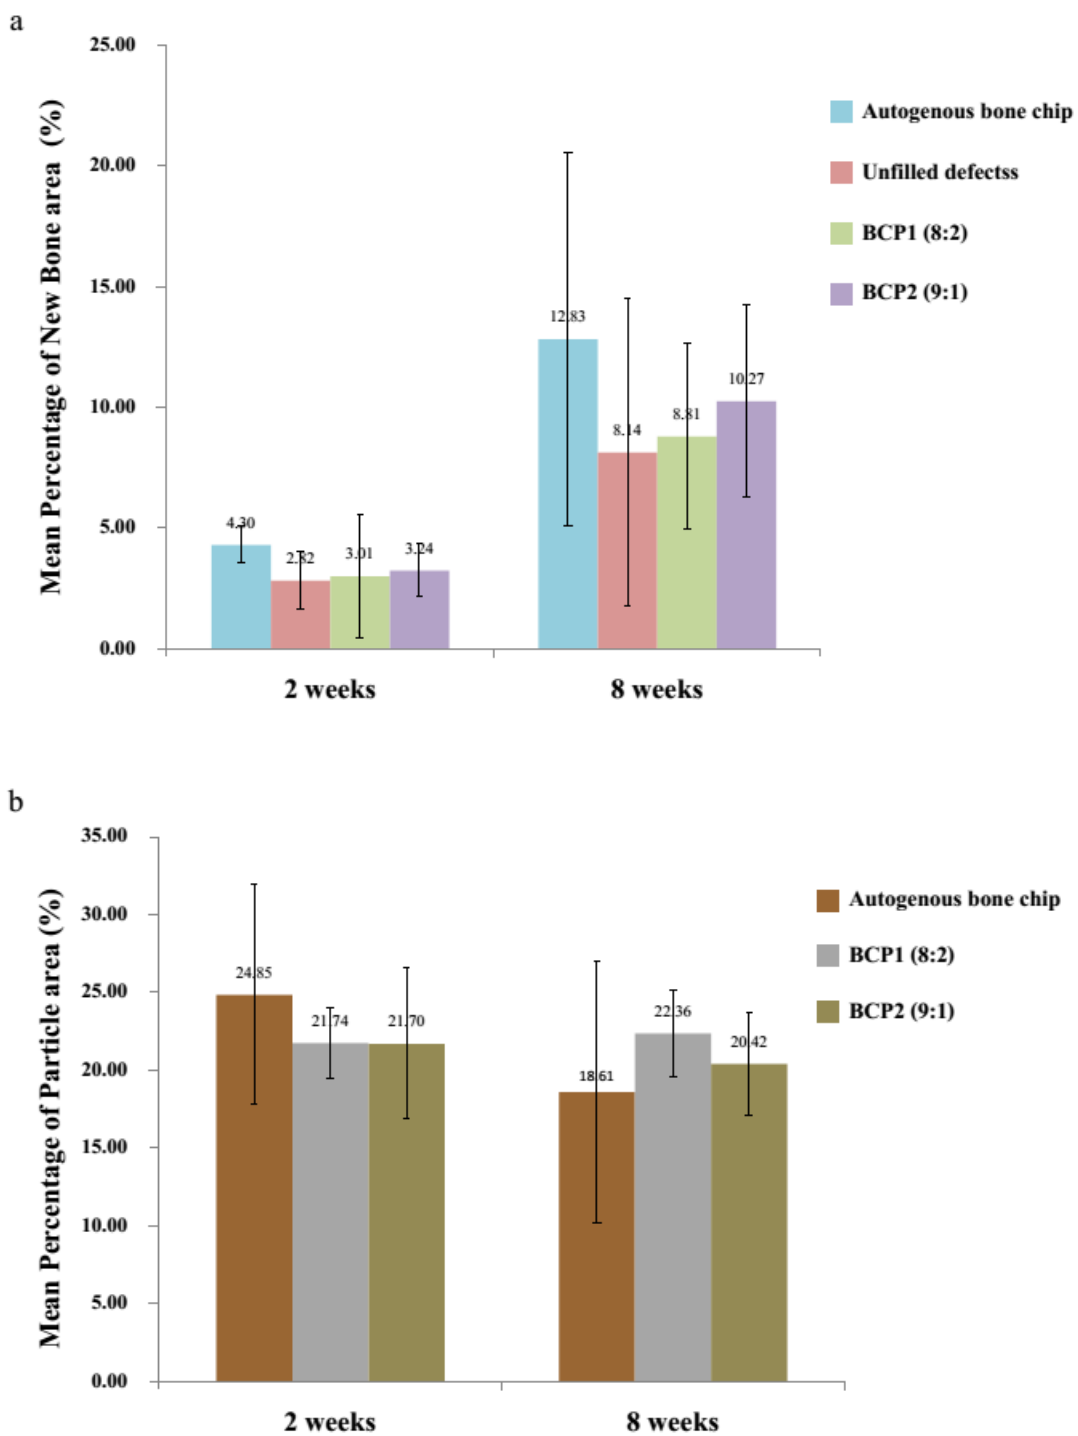 a
Mean Percentage of New Bone area (%)
25.00
20.00
15.00
10.00
5.00
0.00
4.30
2.82
3.01
3.24
12.83
8.14
8.81
10.27
2 weeks
8 weeks
Autogenous bone chip
Unfilled defectss
BCP1 (8:2)
BCP2 (9:1)
b
Mean Percentage of Particle area (%)
35.00
30.00
25.00
20.00
15.00
10.00
5.00
0.00
24.85
21.74
21.70
18.61
22.36
20.42
2 weeks
8 weeks
Autogenous bone chip
BCP1 (8:2)
BCP2 (9:1)